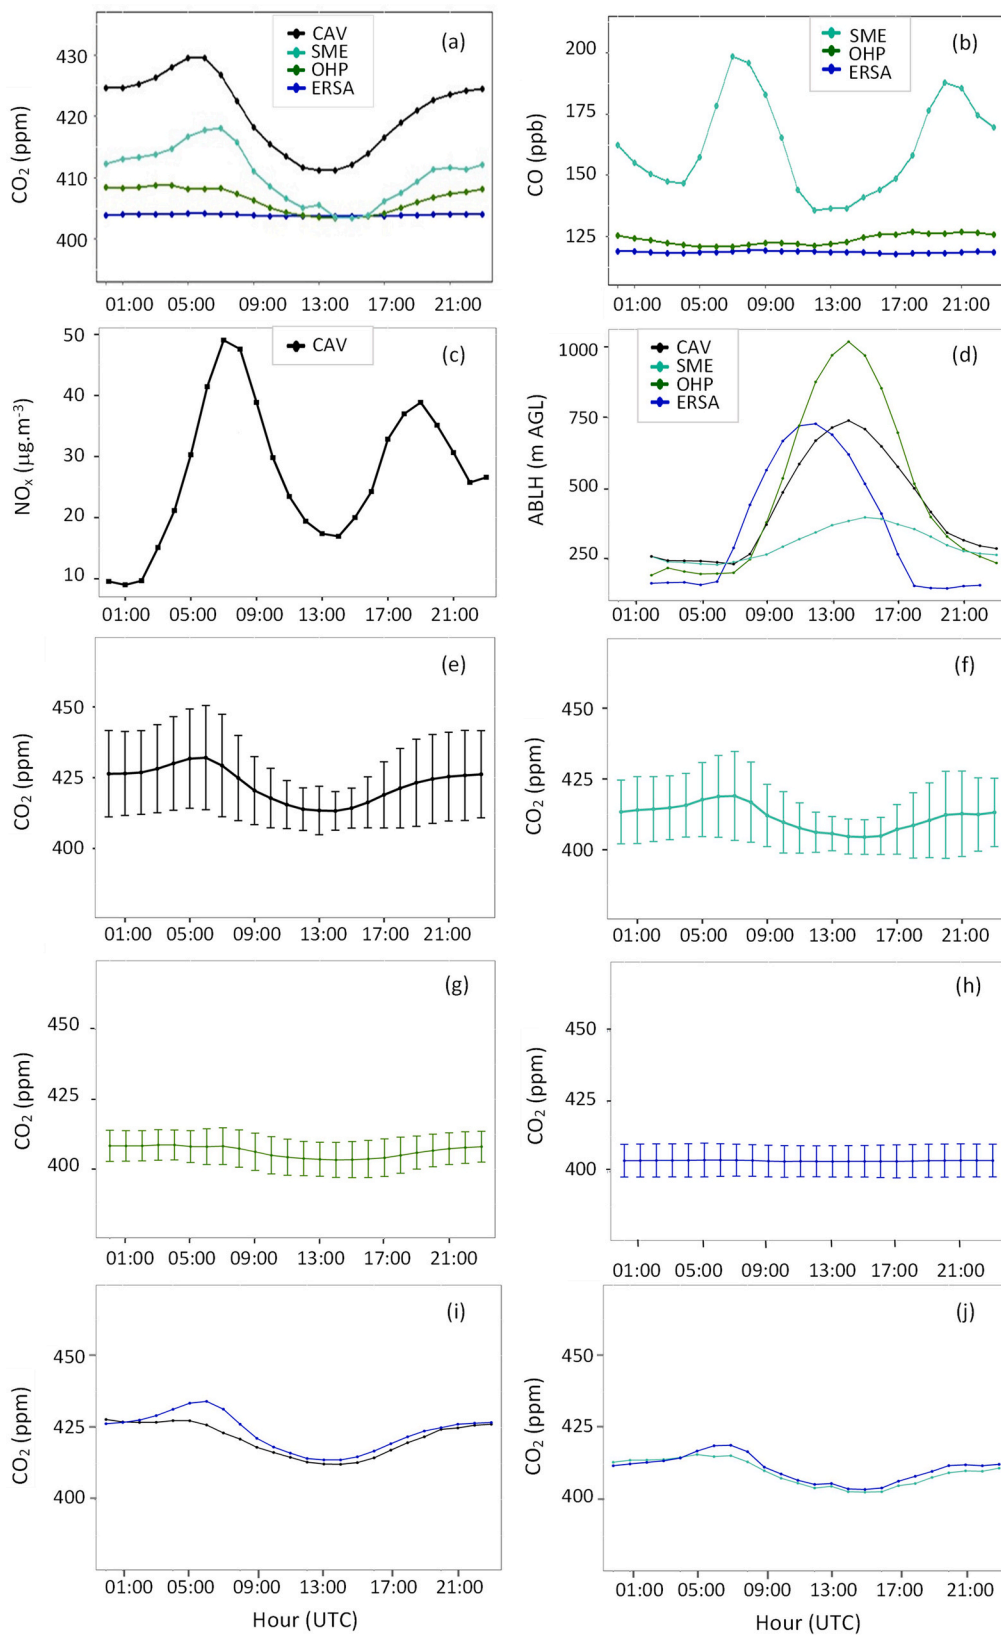 (a)
CAV
SME
OHP
ERSA
CO₂ (ppm)
430
420
410
400
01:00 05:00 09:00 13:00 17:00 21:00
(b)
SME
OHP
ERSA
CO (ppb)
200
175
150
125
01:00 05:00 09:00 13:00 17:00 21:00
(c)
CAV
NOₓ (µg.m⁻³)
50
40
30
20
10
01:00 05:00 09:00 13:00 17:00 21:00
(d)
CAV
SME
OHP
ERSA
ABLH (m AGL)
1000
750
500
250
01:00 05:00 09:00 13:00 17:00 21:00
(e)
CO₂ (ppm)
450
425
400
01:00 05:00 09:00 13:00 17:00 21:00
(f)
CO₂ (ppm)
450
425
400
01:00 05:00 09:00 13:00 17:00 21:00
(g)
CO₂ (ppm)
450
425
400
01:00 05:00 09:00 13:00 17:00 21:00
(h)
CO₂ (ppm)
450
425
400
01:00 05:00 09:00 13:00 17:00 21:00
(i)
CO₂ (ppm)
450
425
400
01:00 05:00 09:00 13:00 17:00 21:00
Hour (UTC)
(j)
CO₂ (ppm)
450
425
400
01:00 05:00 09:00 13:00 17:00 21:00
Hour (UTC)